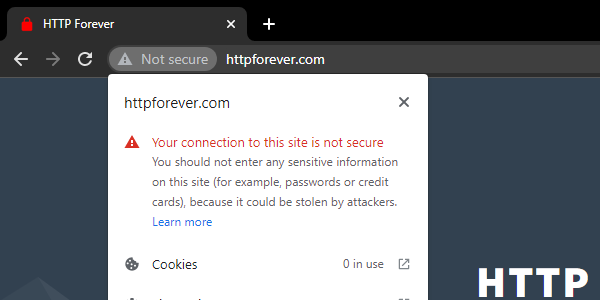 HTTP Forever
Not secure
httpforever.com
httpforever.com
Your connection to this site is not secure
You should not enter any sensitive information
on this site (for example, passwords or credit
cards), because it could be stolen by attackers.
Learn more
Cookies
0 in use
HTTP